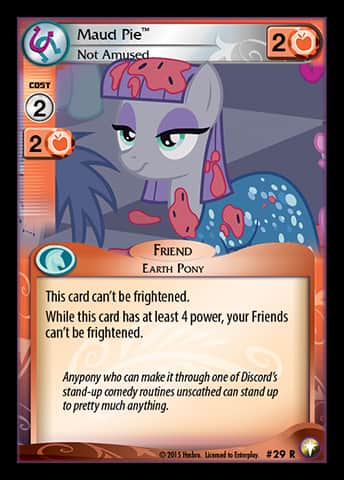 Maud Pie™
Not Amused
2
COST
2
2
FRIEND
EARTH PONY
This card can't be frightened.
While this card has at least 4 power, your Friends
can't be frightened.
Anypony who can make it through one of Discord's
stand-up comedy routines unscathed can stand up
to pretty much anything.
© 2015 Hasbro. Licensed to Enterplay. #29 R